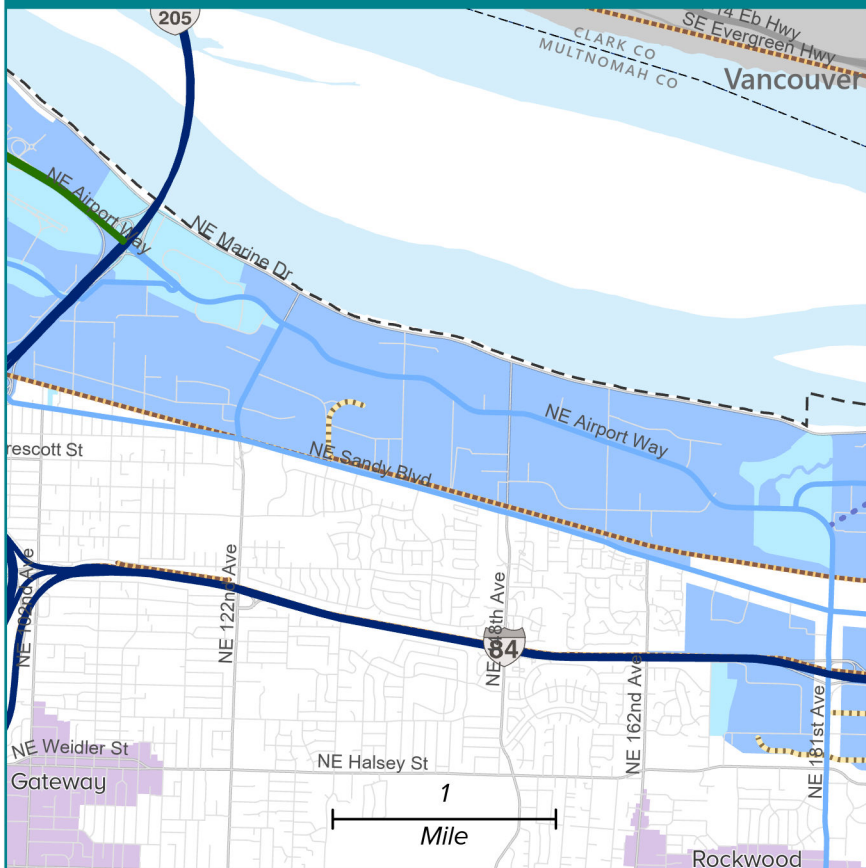 205
14 Eb Hwy
SE Evergreen Hwy
CLARK CO
MULTNOMAH CO
Vancouver
NE Airport Way
NE Marine Dr
NE Airport Way
rescott St
NE Sandy Blvd
NE 102nd Ave
NE 122nd Ave
NE 148th Ave
84
NE 162nd Ave
NE 181st Ave
NE Weidler St
NE Halsey St
Gateway
1
Mile
Rockwood